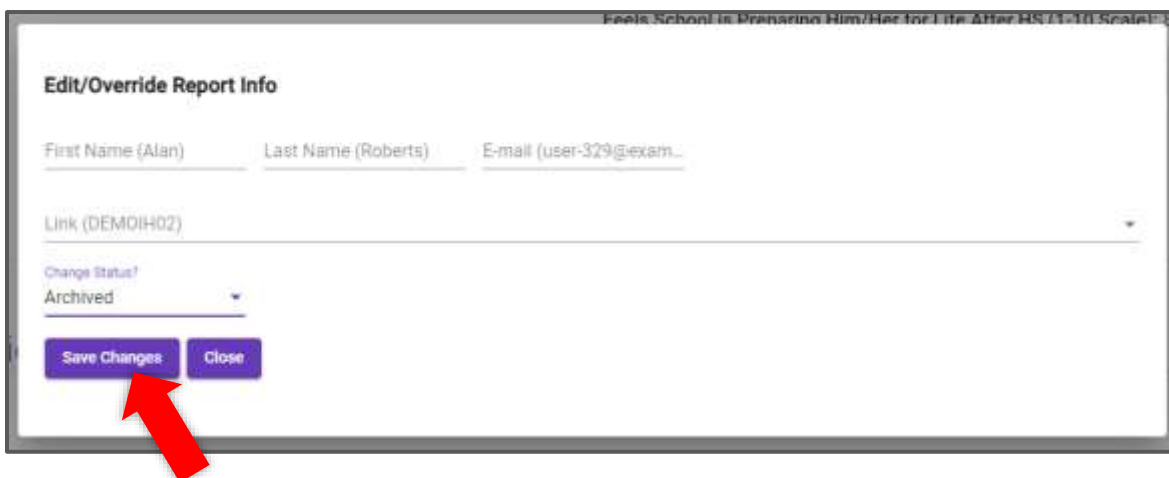 Feels School is Preparing Him/Her for Life After HS (1-10 Scale):
Edit/Override Report Info
First Name (Alan) Last Name (Roberts) E-mail (user-329@exam...
Link (DEMOIH02)
Change Status?
Archived
Save Changes Close